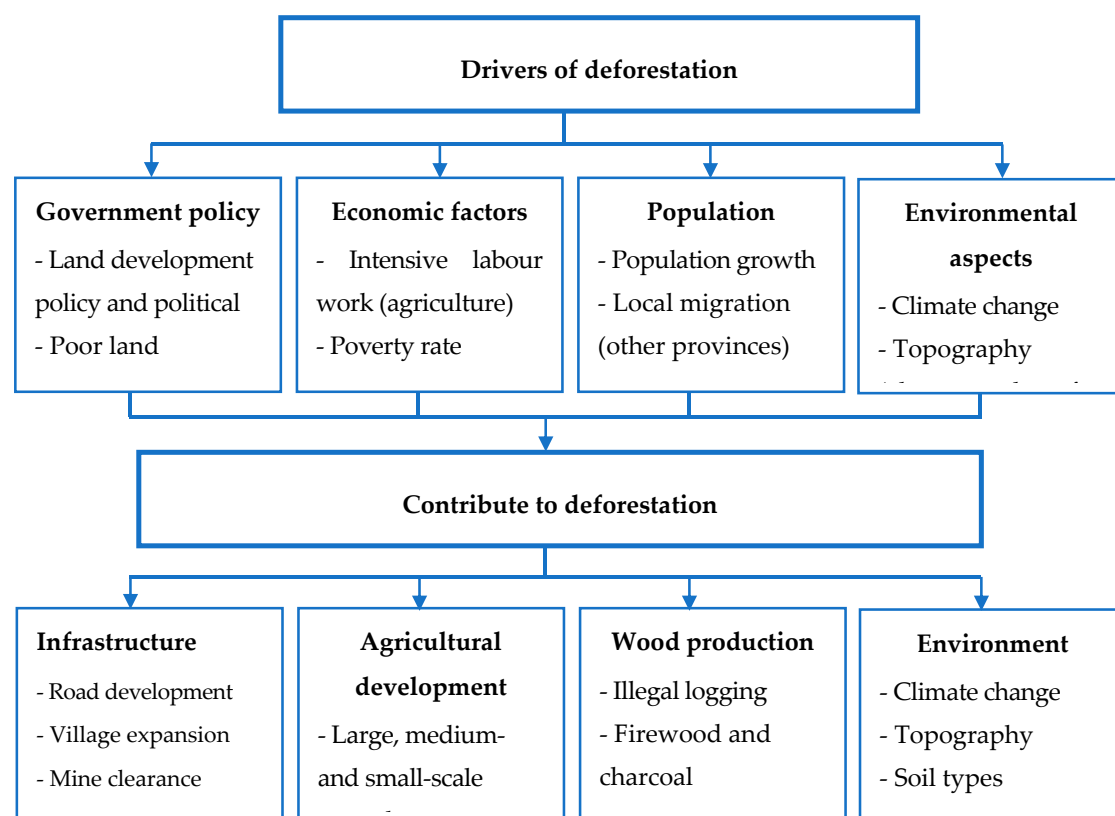 Drivers of deforestation
Government policy
- Land development
policy and political
- Poor land
Economic factors
- Intensive labour
work (agriculture)
- Poverty rate
Population
- Population growth
- Local migration
(other provinces)
Environmental
aspects
- Climate change
- Topography
Contribute to deforestation
Infrastructure
- Road development
- Village expansion
- Mine clearance
Agricultural
development
- Large, medium-
and small-scale
Wood production
- Illegal logging
- Firewood and
charcoal
Environment
- Climate change
- Topography
- Soil types